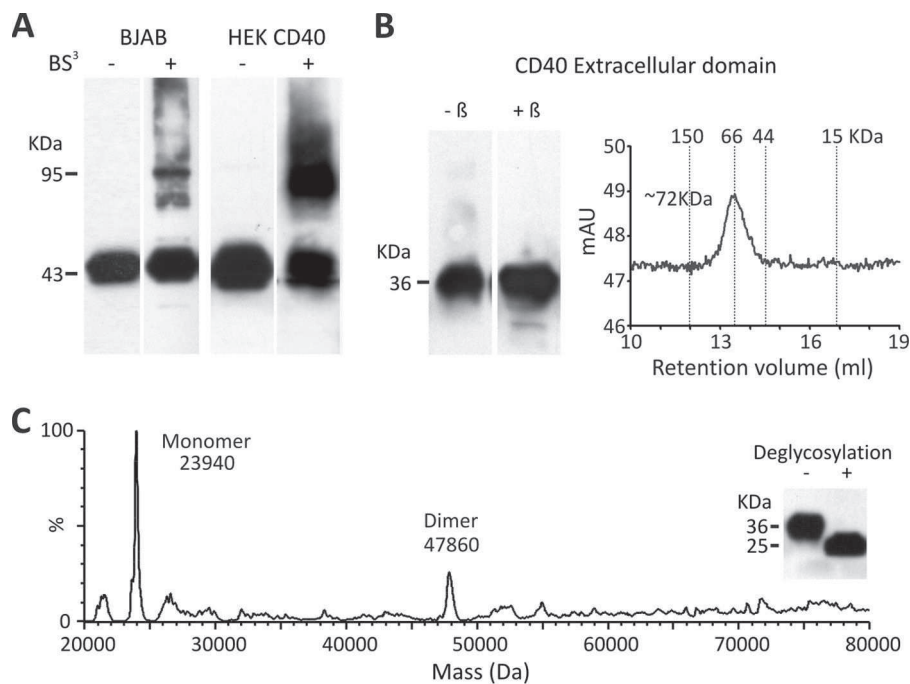 A
BJAB HEK CD40
BS³ - + - +
KDa
95
43
B
CD40 Extracellular domain
- ß + ß
KDa
36
150 66 44 15 KDa
50
49
48
47
46
mAU
~72KDa
10 13 16 19
Retention volume (ml)
C
100
%
0
Monomer
23940
Dimer
47860
Deglycosylation
- +
KDa
36
25
20000 30000 40000 50000 60000 70000 80000
Mass (Da)